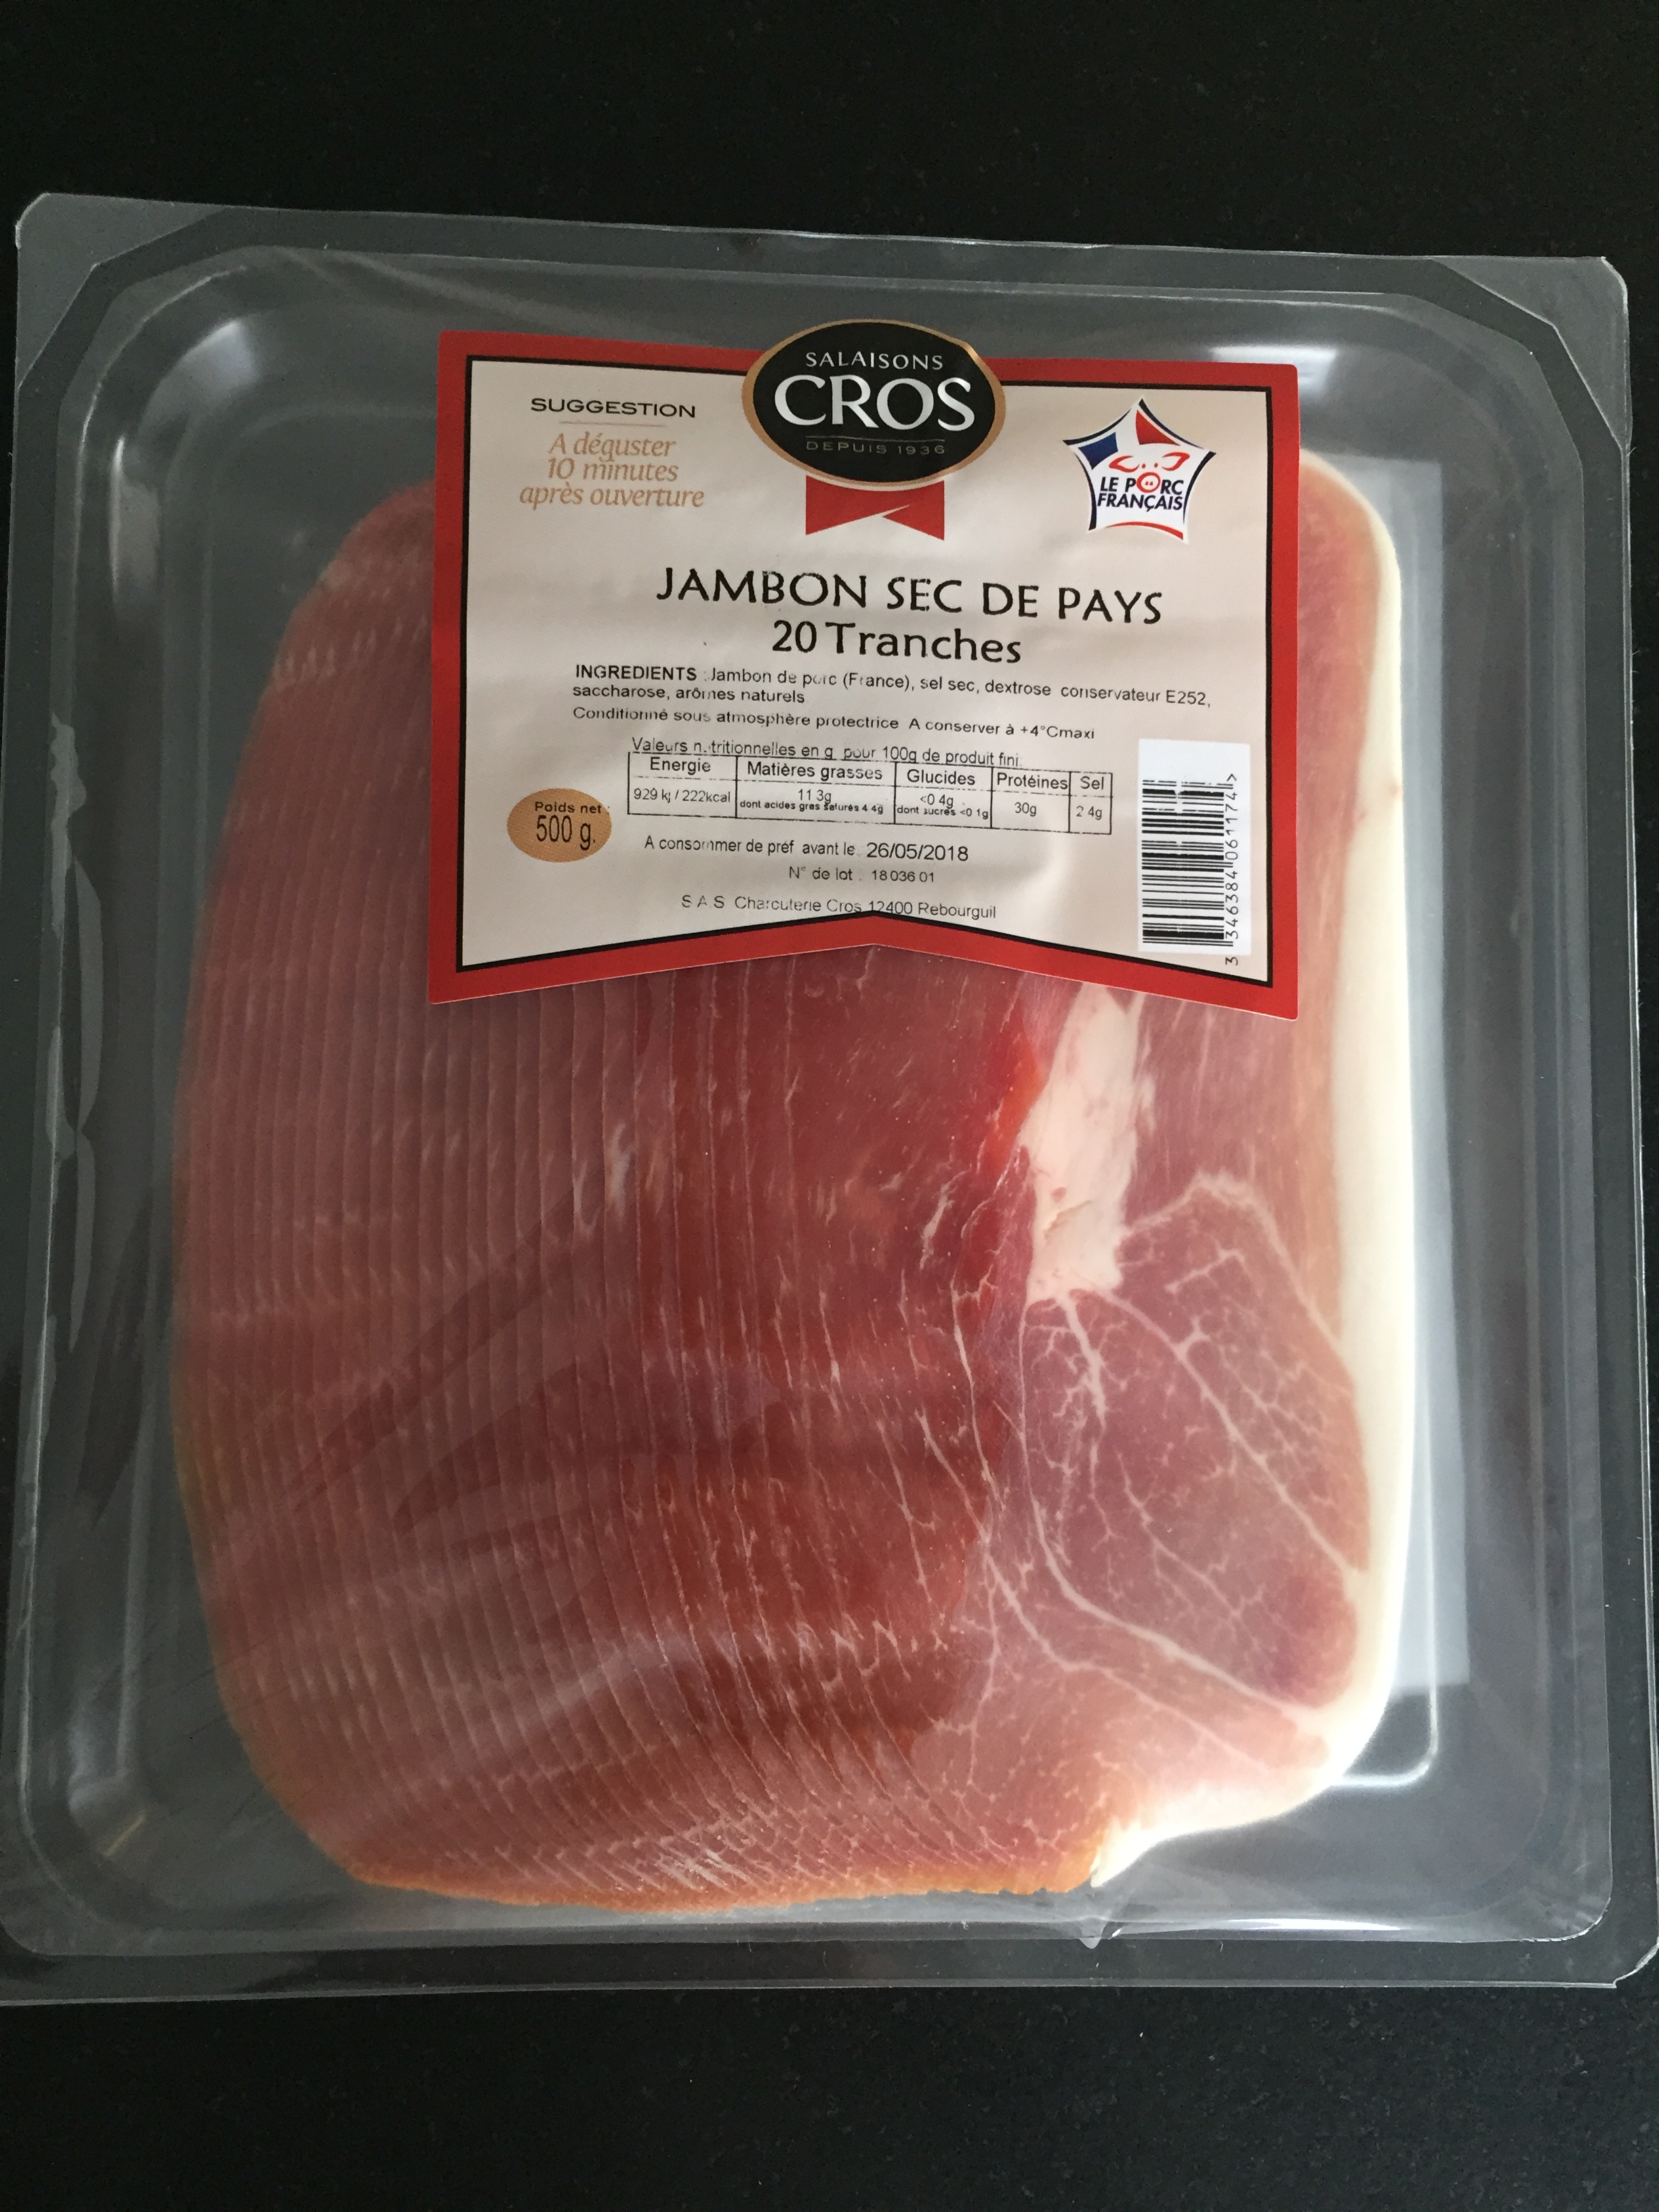 SALAISONS
CROS
DEPUIS 1936
SUGGESTION
A déguster
10 minutes
après ouverture
LE PORC
FRANÇAIS
JAMBON SEC DE PAYS
20 Tranches
INGREDIENTS : Jambon de porc (France), sel sec, dextrose conservateur E252,
saccharose, arômes naturels
Conditionné sous atmosphère protectrice A conserver à +4°Cmaxi
Valeurs nutritionnelles en g pour 100g de produit fini.
Energie Matières grasses Glucides Protéines Sel
929 kj / 222kcal 11.3g <0.4g 30g 2.4g
dont acides gras saturés 4.4g dont sucres <0.1g
Poids net :
500 g.
A consommer de pref avant le 26/05/2018
N° de lot : 18036 01
S.A.S Charcuterie Cros 12400 Rebourguil
3 346384 061174 >